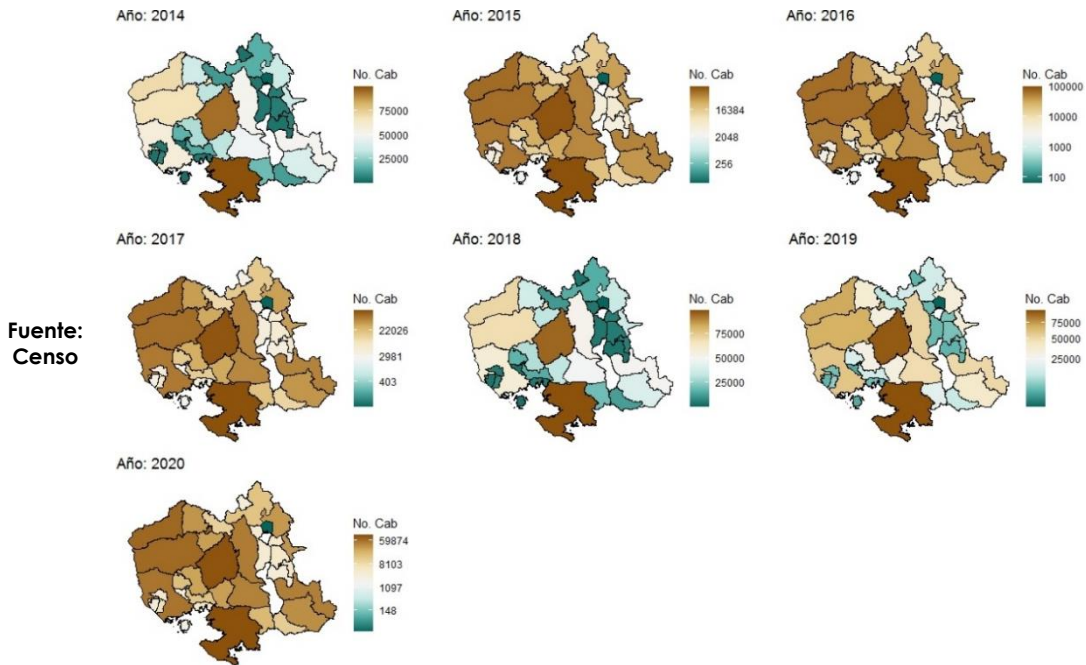 Año: 2014
No. Cab
75000
50000
25000
Año: 2015
No. Cab
16384
2048
256
Año: 2016
No. Cab
100000
10000
1000
100
Fuente:
Censo
Año: 2017
No. Cab
22026
2981
403
Año: 2018
No. Cab
75000
50000
25000
Año: 2019
No. Cab
75000
50000
25000
Año: 2020
No. Cab
59874
8103
1097
148